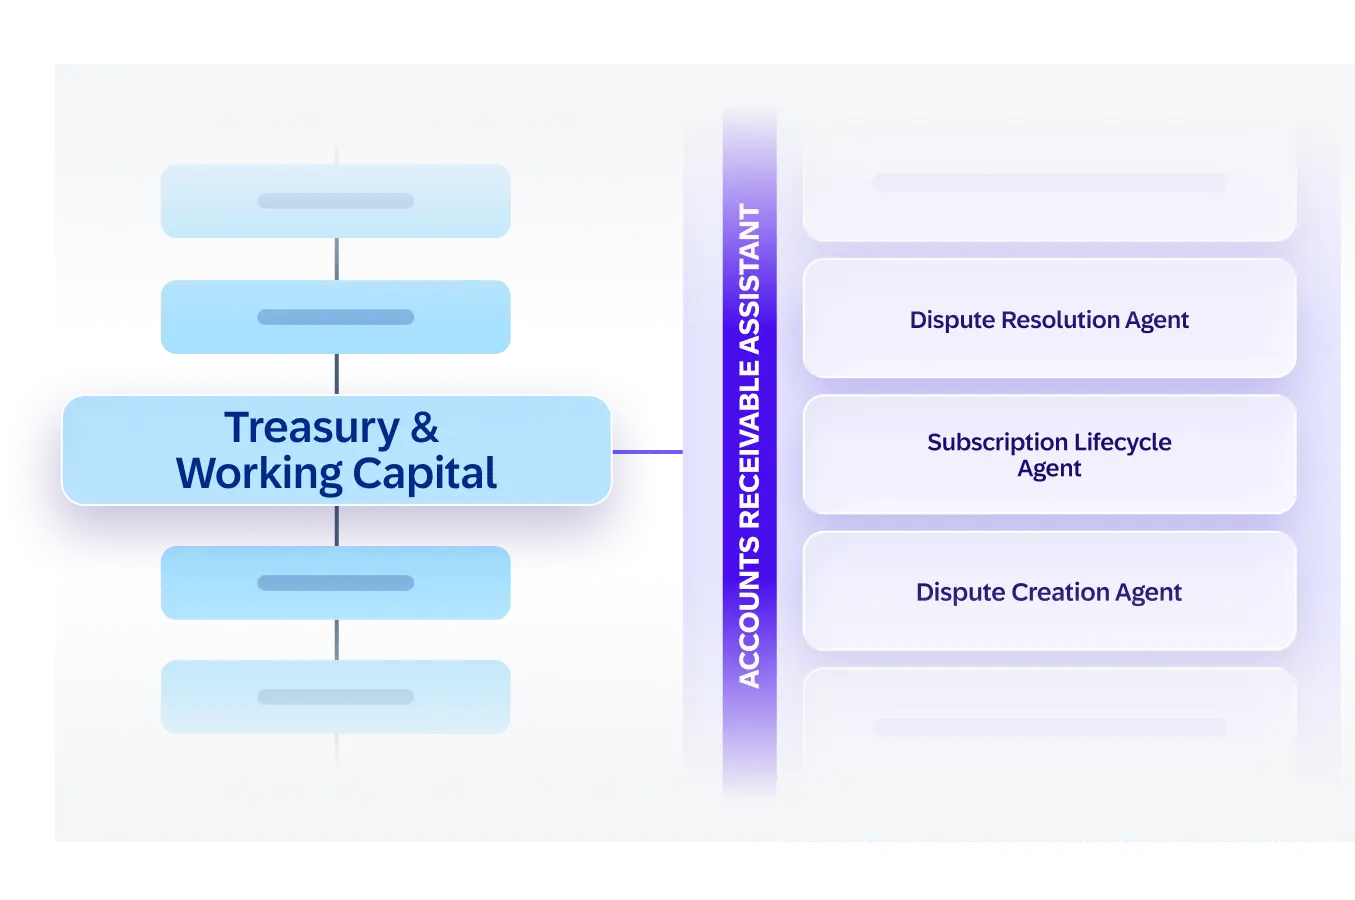 Treasury &
Working Capital
ACCOUNTS RECEIVABLE ASSISTANT
Dispute Resolution Agent
Subscription Lifecycle
Agent
Dispute Creation Agent